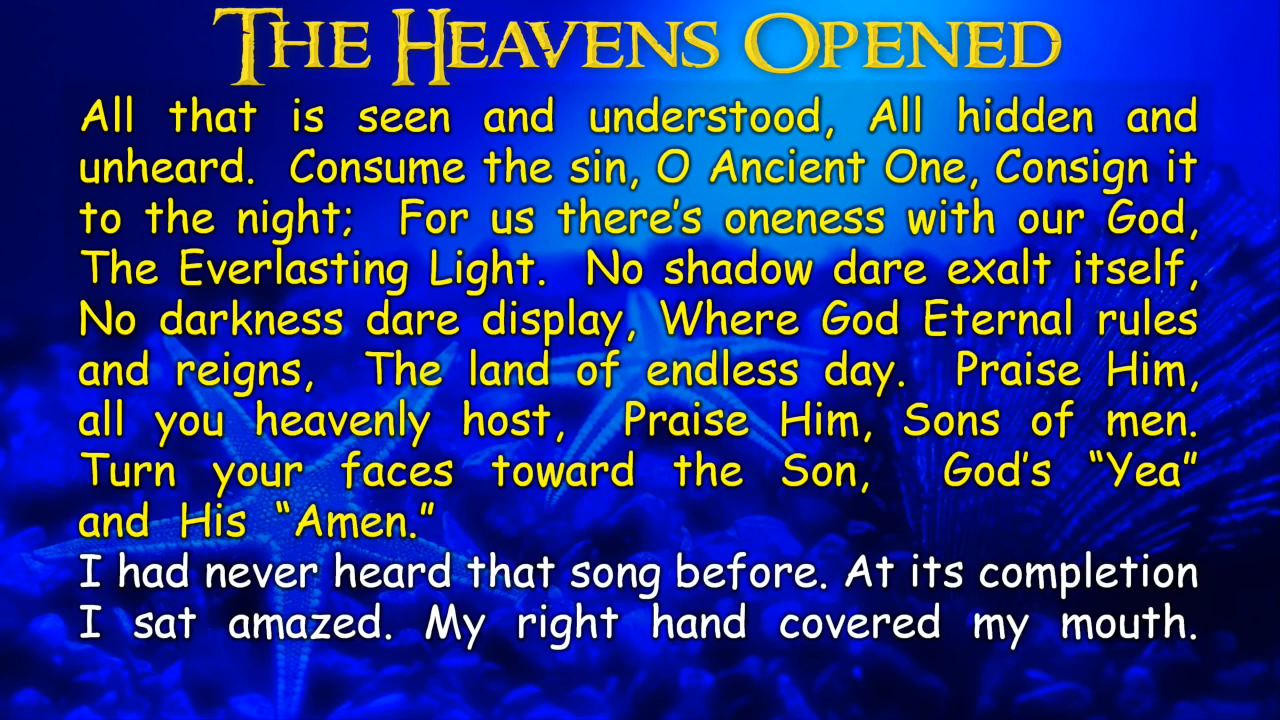 THE HEAVENS OPENED
All that is seen and understood, All hidden and
unheard. Consume the sin, O Ancient One, Consign it
to the night; For us there's oneness with our God,
The Everlasting Light. No shadow dare exalt itself,
No darkness dare display, Where God Eternal rules
and reigns, The land of endless day. Praise Him,
all you heavenly host, Praise Him, Sons of men.
Turn your faces toward the Son, God's “Yea”
and His “Amen.”
I had never heard that song before. At its completion
I sat amazed. My right hand covered my mouth.